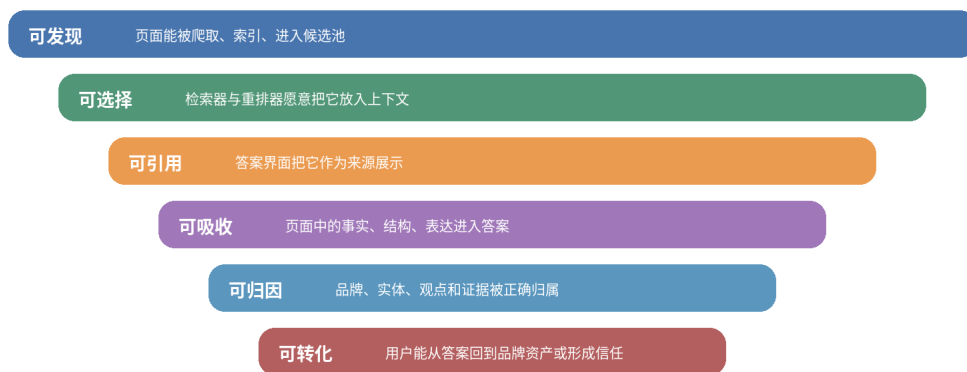 可发现 页面能被爬取、索引、进入候选池
可选择 检索器与重排器愿意把它放入上下文
可引用 答案界面把它作为来源展示
可吸收 页面中的事实、结构、表达进入答案
可归因 品牌、实体、观点和证据被正确归属
可转化 用户能从答案回到品牌资产或形成信任